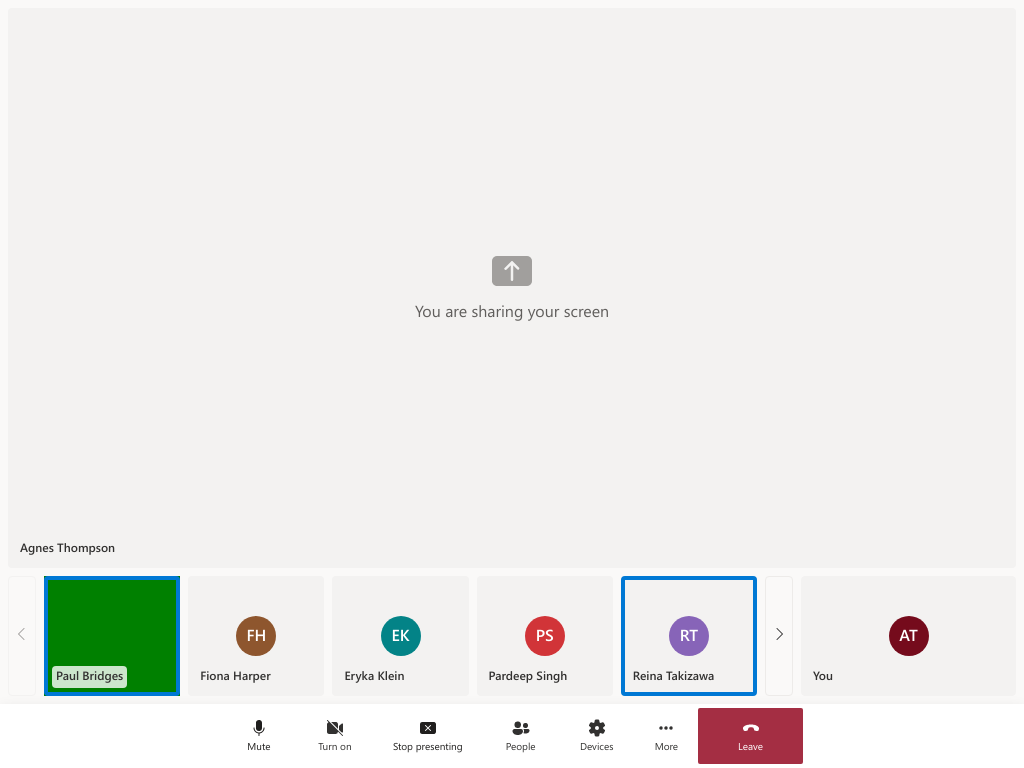 You are sharing your screen
Agnes Thompson
Paul Bridges
FH
Fiona Harper
EK
Eryka Klein
PS
Pardeep Singh
RT
Reina Takizawa
AT
You
Mute
Turn on
Stop presenting
People
Devices
More
Leave